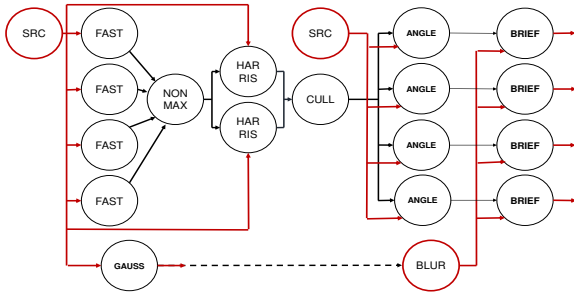 SRC
FAST
FAST
FAST
FAST
NON
MAX
HAR
RIS
HAR
RIS
CULL
SRC
ANGLE
ANGLE
ANGLE
ANGLE
BRIEF
BRIEF
BRIEF
BRIEF
GAUSS
BLUR